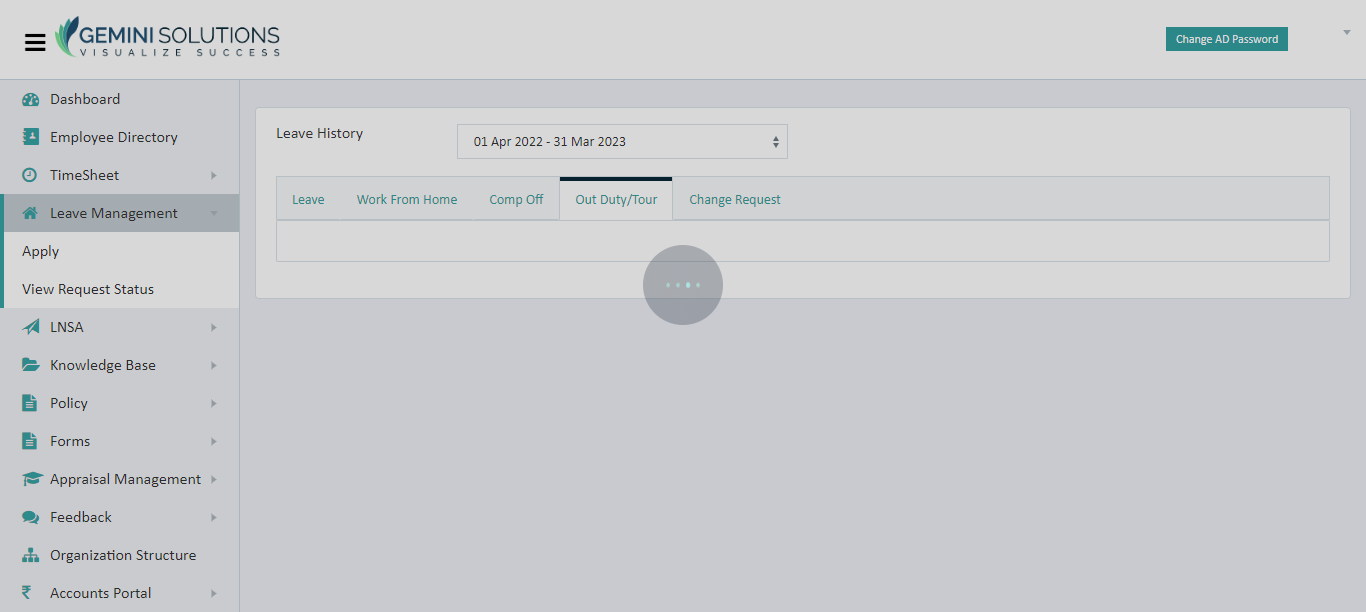 GEMINI SOLUTIONS
VISUALIZE SUCCESS
Change AD Password
Dashboard
Employee Directory
TimeSheet
Leave Management
Apply
View Request Status
LNSA
Knowledge Base
Policy
Forms
Appraisal Management
Feedback
Organization Structure
Accounts Portal
Leave History
01 Apr 2022 - 31 Mar 2023
Leave
Work From Home
Comp Off
Out Duty/Tour
Change Request